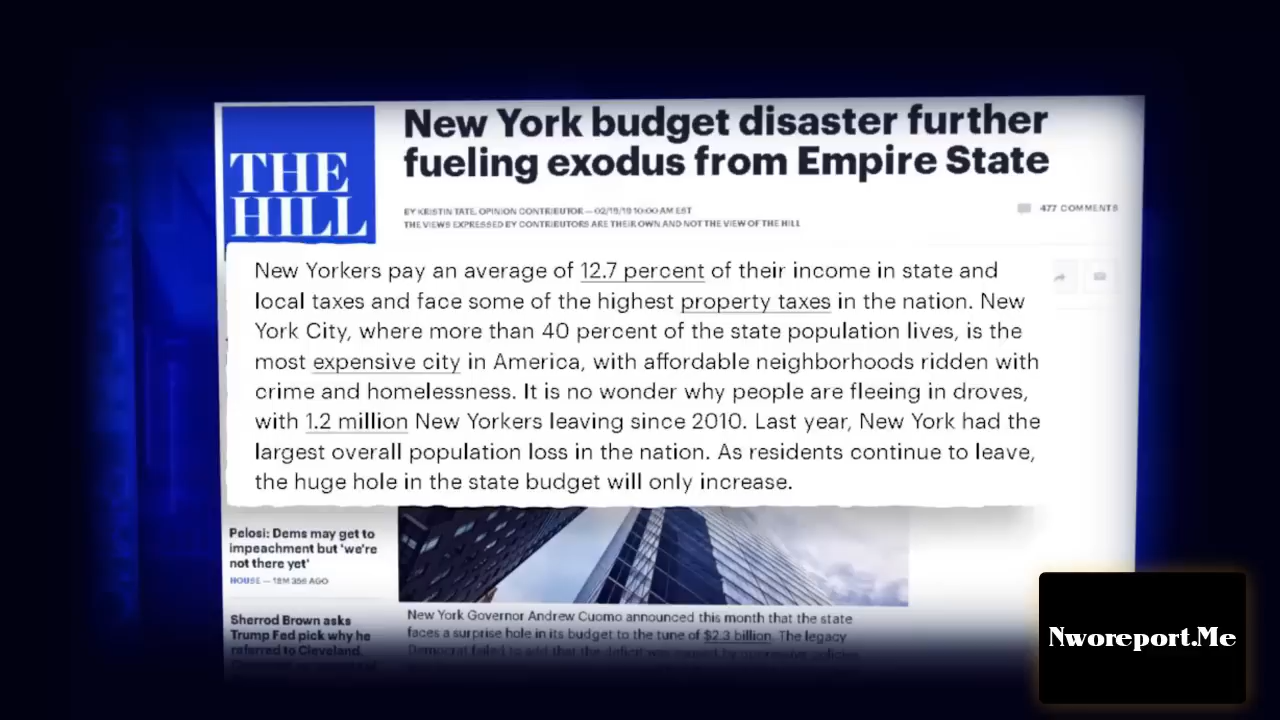 THE
HILL
New York budget disaster further
fueling exodus from Empire State
BY KRISTIN TATE, OPINION CONTRIBUTOR — 02/19/19 10:00 AM EST
THE VIEWS EXPRESSED BY CONTRIBUTORS ARE THEIR OWN AND NOT THE VIEW OF THE HILL
477 COMMENTS
New Yorkers pay an average of 12.7 percent of their income in state and
local taxes and face some of the highest property taxes in the nation. New
York City, where more than 40 percent of the state population lives, is the
most expensive city in America, with affordable neighborhoods ridden with
crime and homelessness. It is no wonder why people are fleeing in droves,
with 1.2 million New Yorkers leaving since 2010. Last year, New York had the
largest overall population loss in the nation. As residents continue to leave,
the huge hole in the state budget will only increase.
Pelosi: Dems may get to
impeachment but 'we're
not there yet'
HOUSE — 18M 35S AGO
Sherrod Brown asks
Trump Fed pick why he
referred to Cleveland,
New York Governor Andrew Cuomo announced this month that the state
faces a surprise hole in its budget to the tune of $2.3 billion. The legacy
Democrat failed to add that the deficit was caused by
Nworeport.Me